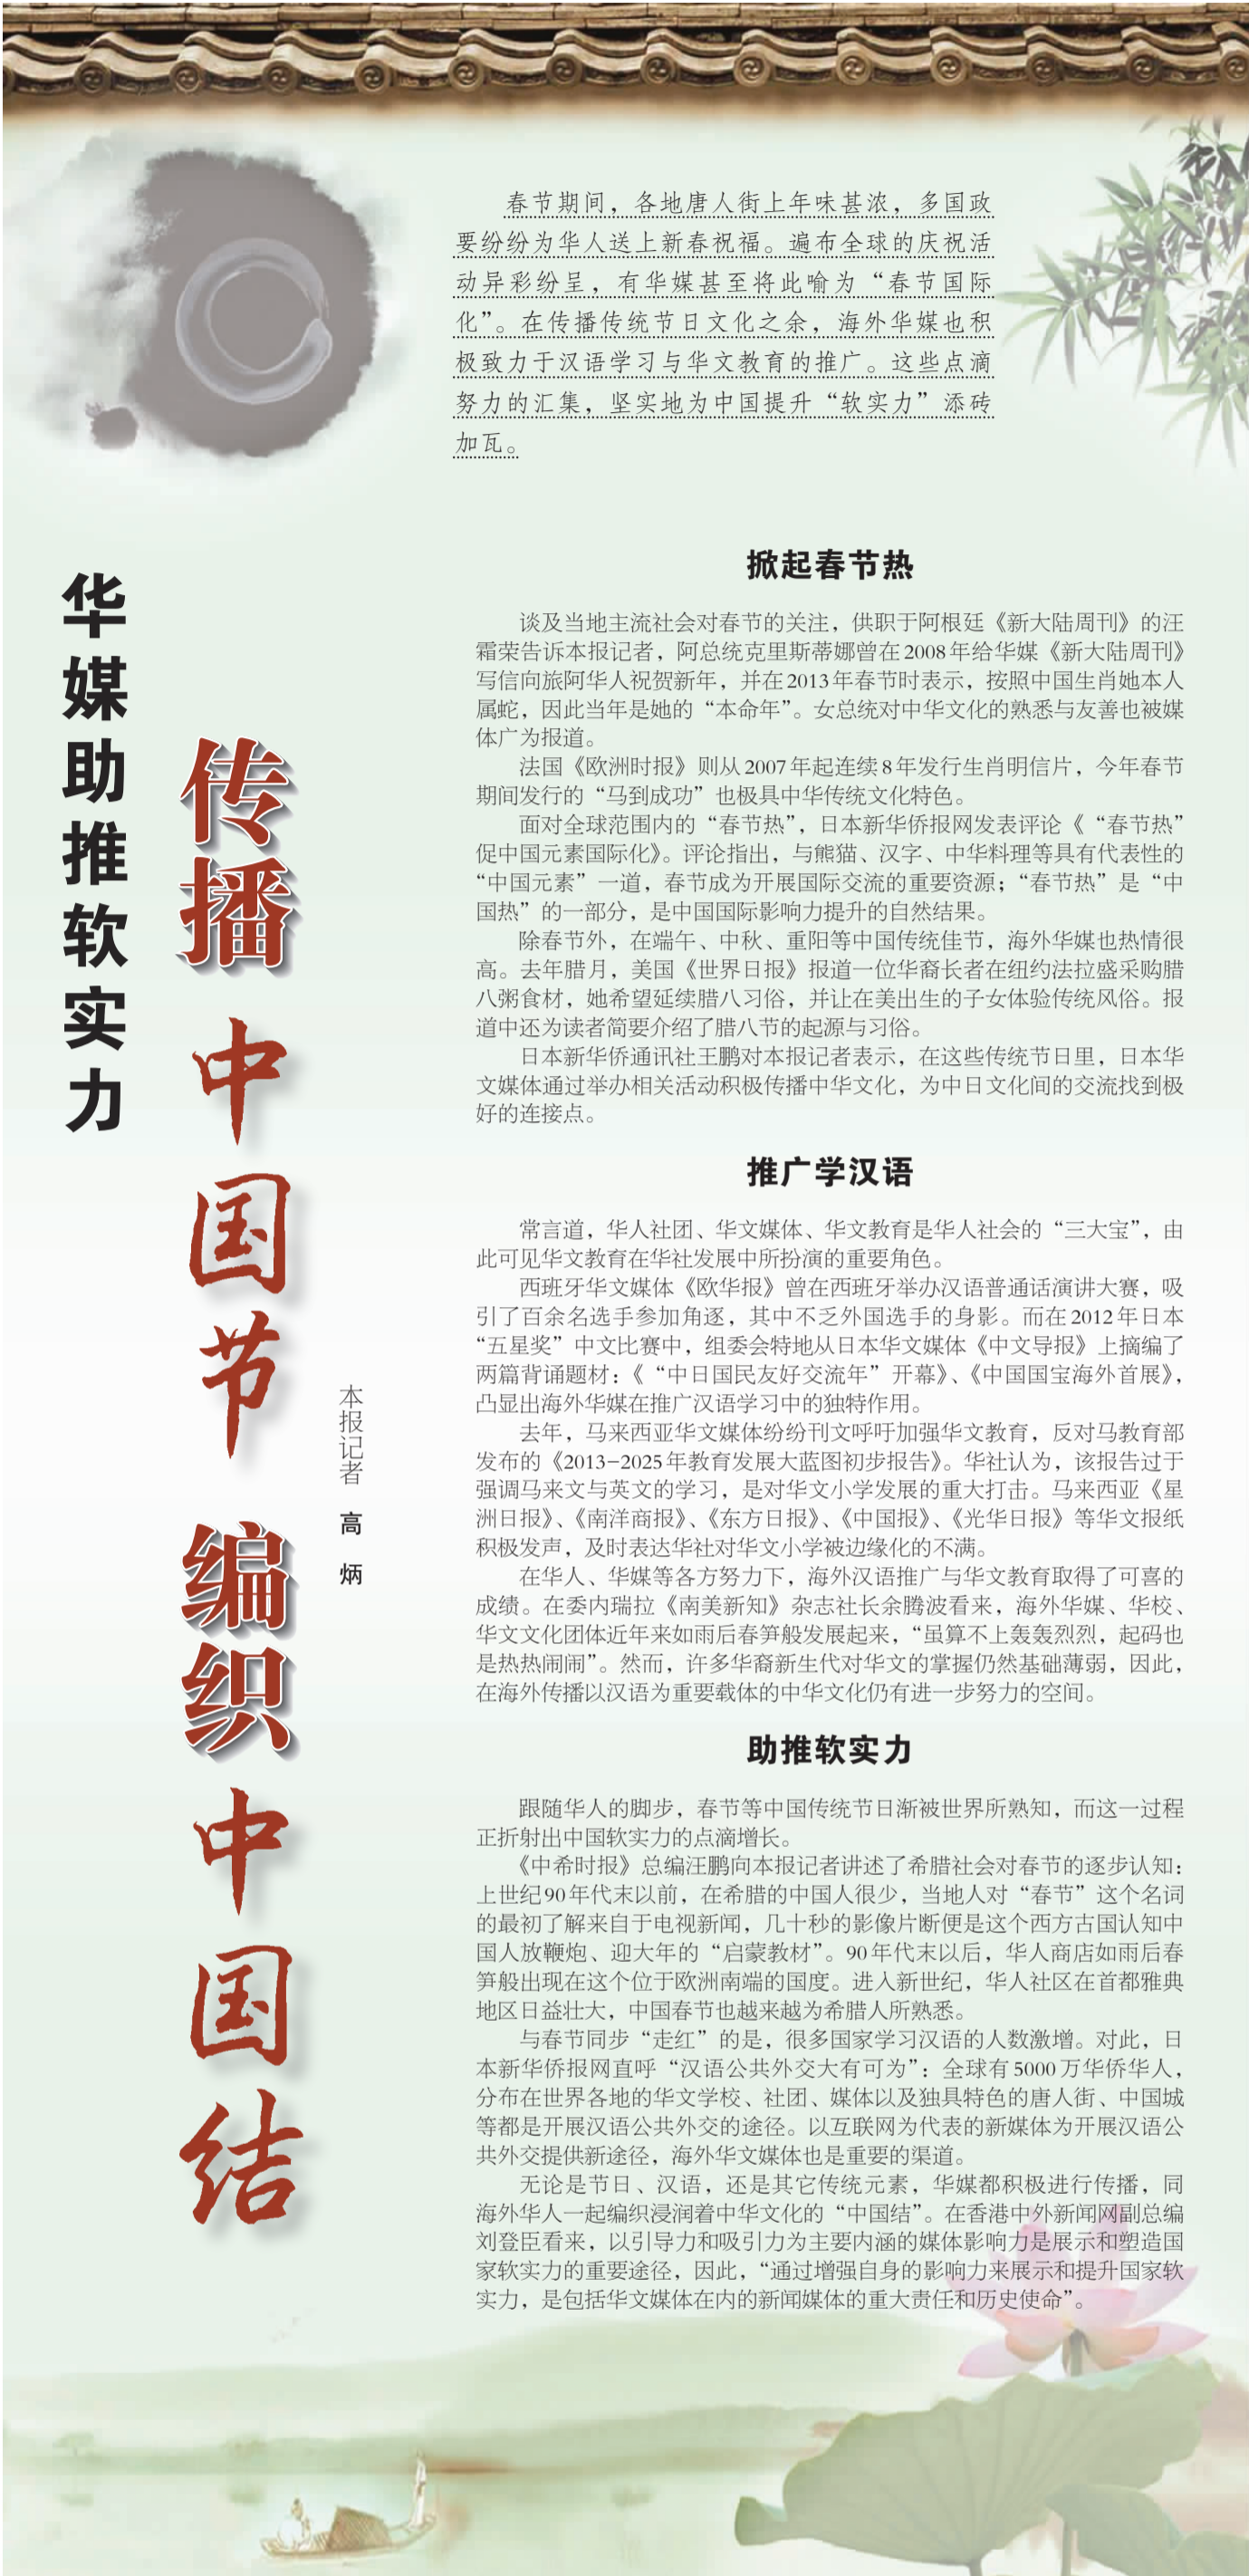 华媒助推软实力
传播中国节 编织中国结
本报记者 高 炳
春节期间，各地唐人街上年味甚浓，多国政
要纷纷为华人送上新春祝福。遍布全球的庆祝活
动异彩纷呈，有华媒甚至将此喻为“春节国际
化”。在传播传统节日文化之余，海外华媒也积
极致力于汉语学习与华文教育的推广。这些点滴
努力的汇集，坚实地为中国提升“软实力”添砖
加瓦。
掀起春节热
谈及当地主流社会对春节的关注，供职于阿根廷《新大陆周刊》的汪
霜荣告诉本报记者，阿总统克里斯蒂娜曾在2008年给华媒《新大陆周刊》
写信向旅阿华人祝贺新年，并在2013年春节时表示，按照中国生肖她本人
属蛇，因此当年是她的“本命年”。女总统对中华文化的熟悉与友善也被媒
体广为报道。
法国《欧洲时报》则从2007年起连续8年发行生肖明信片，今年春节
期间发行的“马到成功”也极具中华传统文化特色。
面对全球范围内的“春节热”，日本新华侨报网发表评论《“春节热”
促中国元素国际化》。评论指出，与熊猫、汉字、中华料理等具有代表性的
“中国元素”一道，春节成为开展国际交流的重要资源；“春节热”是“中
国热”的一部分，是中国国际影响力提升的自然结果。
除春节外，在端午、中秋、重阳等中国传统佳节，海外华媒也热情很
高。去年腊月，美国《世界日报》报道一位华裔长者在纽约法拉盛采购腊
八粥食材，她希望延续腊八习俗，并让在美出生的子女体验传统风俗。报
道中还为读者简要介绍了腊八节的起源与习俗。
日本新华侨通讯社王鹏对本报记者表示，在这些传统节日里，日本华
文媒体通过举办相关活动积极传播中华文化，为中日文化间的交流找到极
好的连接点。
推广学汉语
常言道，华人社团、华文媒体、华文教育是华人社会的“三大宝”，由
此可见华文教育在华社发展中所扮演的重要角色。
西班牙华文媒体《欧华报》曾在西班牙举办汉语普通话演讲大赛，吸
引了百余名选手参加角逐，其中不乏外国选手的身影。而在2012年日本
“五星奖”中文比赛中，组委会特地从日本华文媒体《中文导报》上摘编了
两篇背诵题材：《“中日国民友好交流年”开幕》、《中国国宝海外首展》，
凸显出海外华媒在推广汉语学习中的独特作用。
去年，马来西亚华文媒体纷纷刊文呼吁加强华文教育，反对马教育部
发布的《2013-2025年教育发展大蓝图初步报告》。华社认为，该报告过于
强调马来文与英文的学习，是对华文小学发展的重大打击。马来西亚《星
洲日报》、《南洋商报》、《东方日报》、《中国报》、《光华日报》等华文报纸
积极发声，及时表达华社对华文小学被边缘化的不满。
在华人、华媒等各方努力下，海外汉语推广与华文教育取得了可喜的
成绩。在委内瑞拉《南美新知》杂志社长余腾波看来，海外华媒、华校、
华文文化团体近年来如雨后春笋般发展起来，“虽算不上轰轰烈烈，起码也
是热热闹闹”。然而，许多华裔新生代对华文的掌握仍然基础薄弱，因此，
在海外传播以汉语为重要载体的中华文化仍有进一步努力的空间。
助推软实力
跟随华人的脚步，春节等中国传统节日渐被世界所熟知，而这一过程
正折射出中国软实力的点滴增长。
《中希时报》总编汪鹏向本报记者讲述了希腊社会对春节的逐步认知：
上世纪90年代末以前，在希腊的中国人很少，当地人对“春节”这个名词
的最初了解来自于电视新闻，几十秒的影像片断便是这个西方古国认知中
国人放鞭炮、迎大年的“启蒙教材”。90年代末以后，华人商店如雨后春
笋般出现在这个位于欧洲南端的国度。进入新世纪，华人社区在首都雅典
地区日益壮大，中国春节也越来越为希腊人所熟悉。
与春节同步“走红”的是，很多国家学习汉语的人数激增。对此，日
本新华侨报网直呼“汉语公共外交大有可为”：全球有5000万华侨华人，
分布在世界各地的华文学校、社团、媒体以及独具特色的唐人街、中国城
等都是开展汉语公共外交的途径。以互联网为代表的新媒体为开展汉语公
共外交提供新途径，海外华文媒体也是重要的渠道。
无论是节日、汉语，还是其它传统元素，华媒都积极进行传播，同
海外华人一起编织浸润着中华文化的“中国结”。在香港中外新闻网副总编
刘登臣看来，以引导力和吸引力为主要内涵的媒体影响力是展示和塑造国
家软实力的重要途径，因此，“通过增强自身的影响力来展示和提升国家软
实力，是包括华文媒体在内的新闻媒体的重大责任和历史使命”。